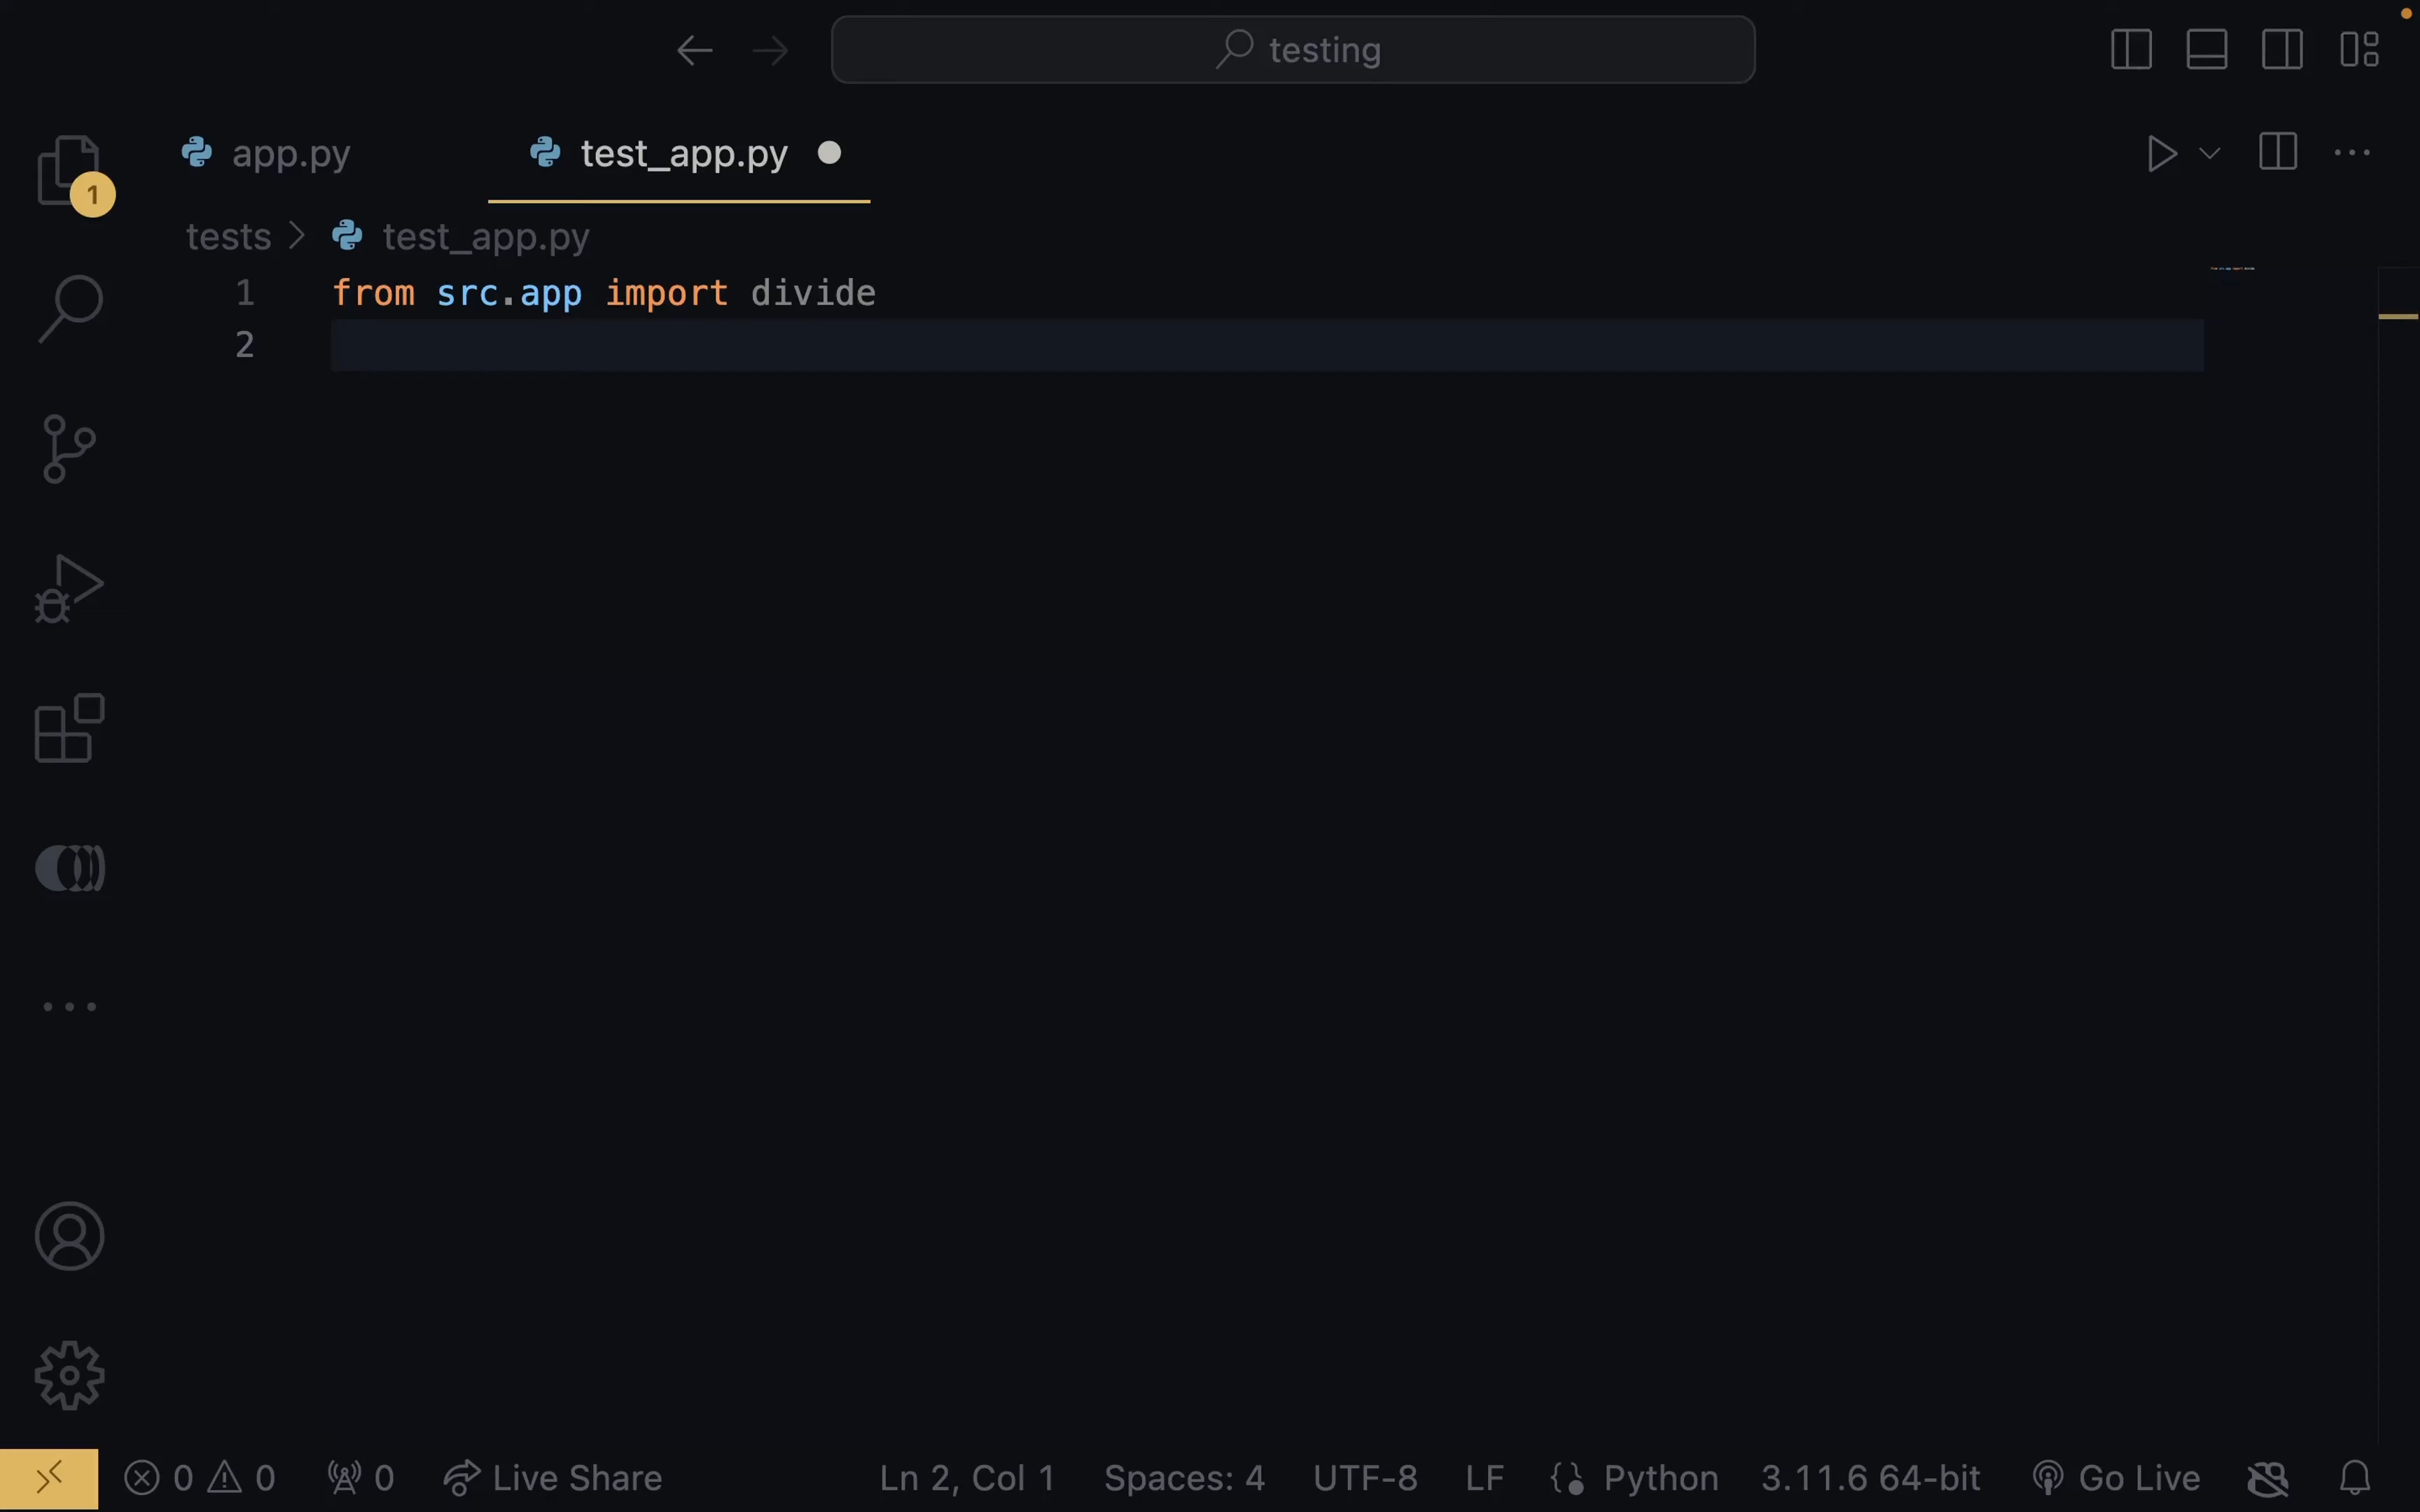 testing
app.py
test_app.py
1
tests > test_app.py
1 from src.app import divide
2
0 0 0 Live Share Ln 2, Col 1 Spaces: 4 UTF-8 LF Python 3.11.6 64-bit Go Live